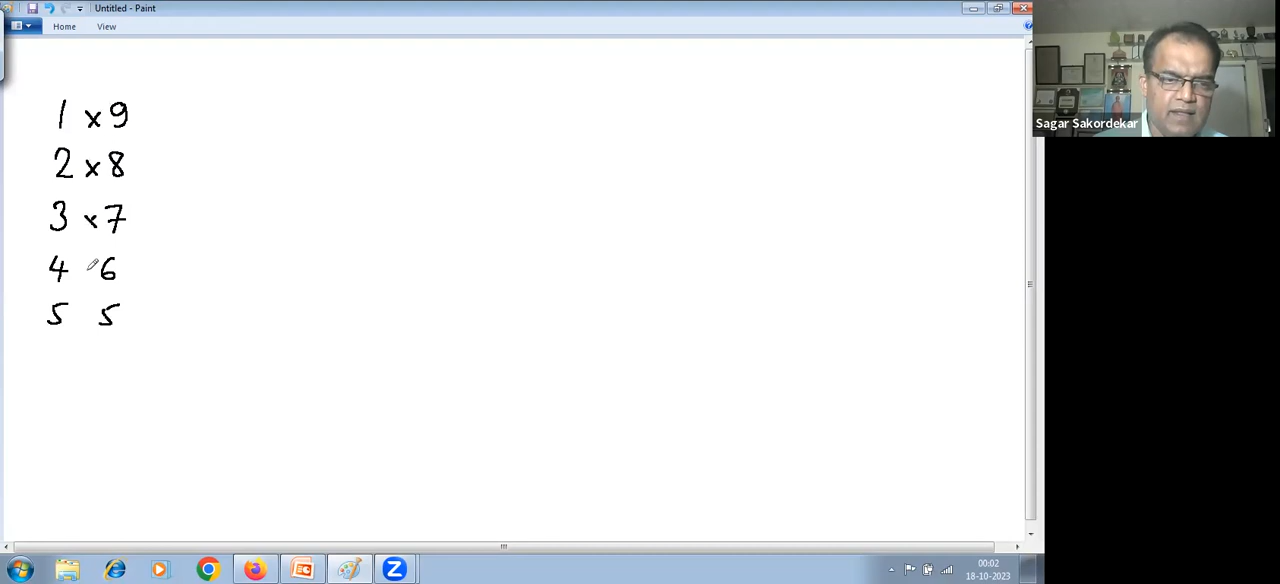 Untitled - Paint
Home View
Sagar Sakordekar
1 x 9
2 x 8
3 x 7
4 6
5 5
00:02
18-10-2023